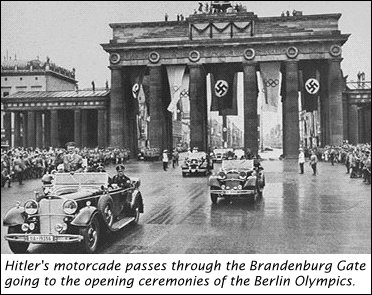 Hitler's motorcade passes through the Brandenburg Gate
going to the opening ceremonies of the Berlin Olympics.